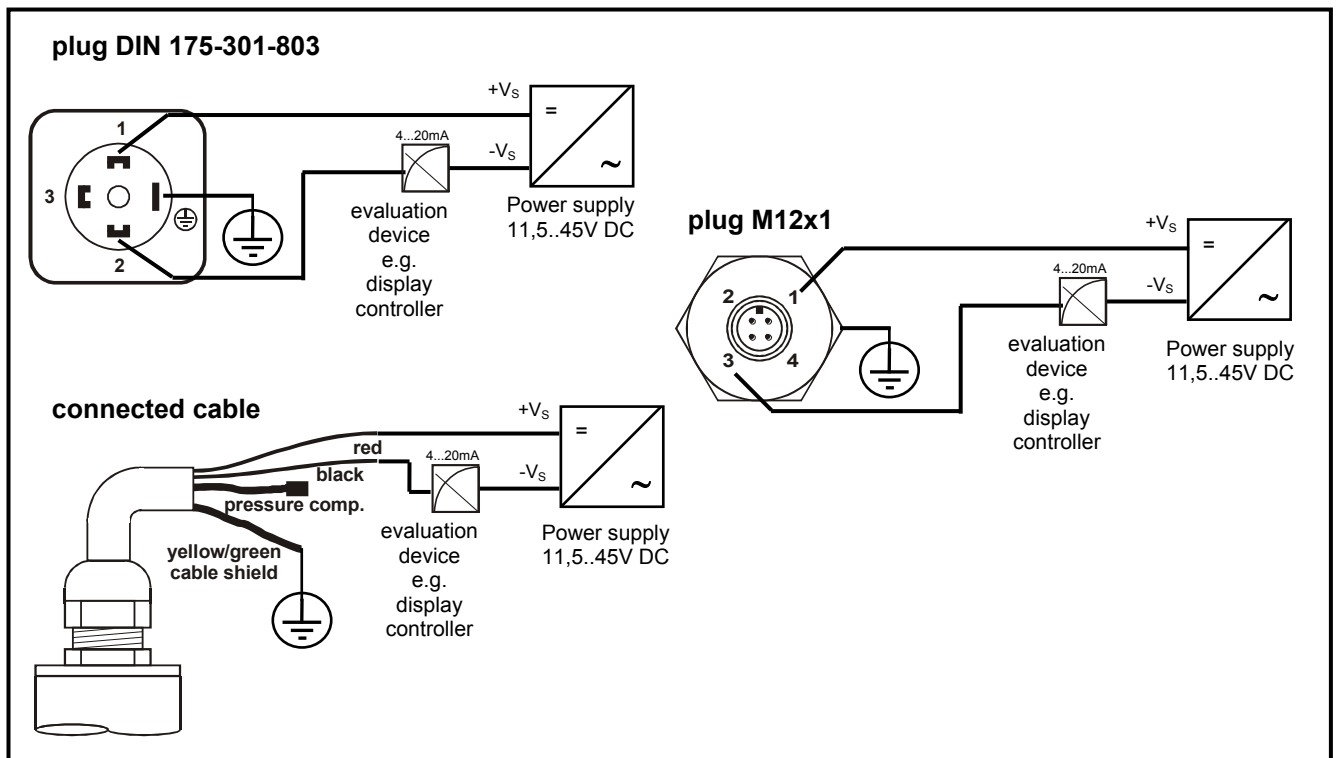 plug DIN 175-301-803
+VS
=
1
4...20mA
-VS
~
3
2
evaluation
device
e.g.
display
controller
Power supply
11,5..45V DC
plug M12x1
+VS
=
4...20mA
-VS
~
2
1
3
4
evaluation
device
e.g.
display
controller
Power supply
11,5..45V DC
connected cable
+VS
=
red
4...20mA
black
-VS
~
pressure comp.
yellow/green
cable shield
evaluation
device
e.g.
display
controller
Power supply
11,5..45V DC